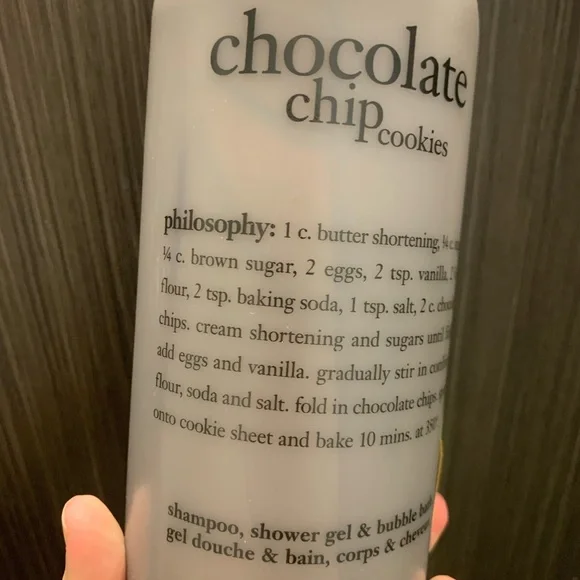 chocolate
chip
cookies
philosophy: 1 c. butter shortening, ¾ c.
¼ c. brown sugar, 2 eggs, 2 tsp. vanilla,
flour, 2 tsp. baking soda, 1 tsp. salt, 2 c.
chips. cream shortening and sugars until
add eggs and vanilla. gradually stir in
flour, soda and salt. fold in chocolate chips.
onto cookie sheet and bake 10 mins. at 350°
shampoo, shower gel & bubble
gel douche & bain, corps &